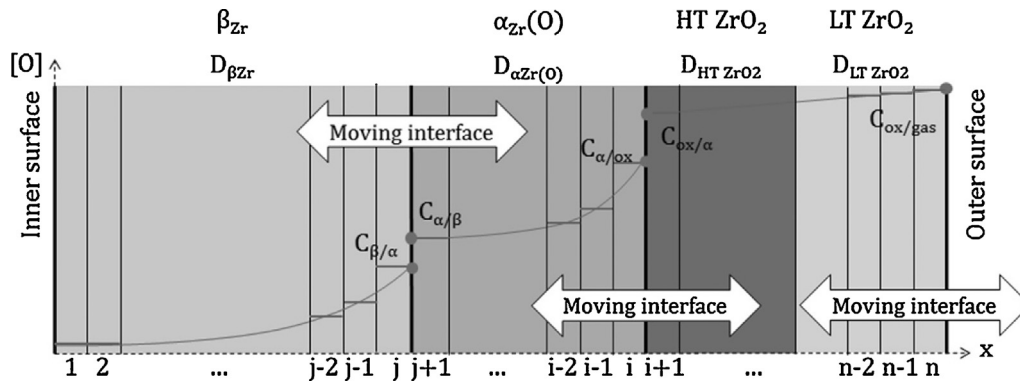 βZr αZr(O) HT ZrO2 LT ZrO2
[O] DβZr DαZr(O) DHT ZrO2 DLT ZrO2
Inner surface
Moving interface
Cα/β
Cβ/α
Cα/ox
Cox/α
Cox/gas
Outer surface
Moving interface
Moving interface
1 2 ... j-2 j-1 j j+1 ... i-2 i-1 i i+1 ... n-2 n-1 n x